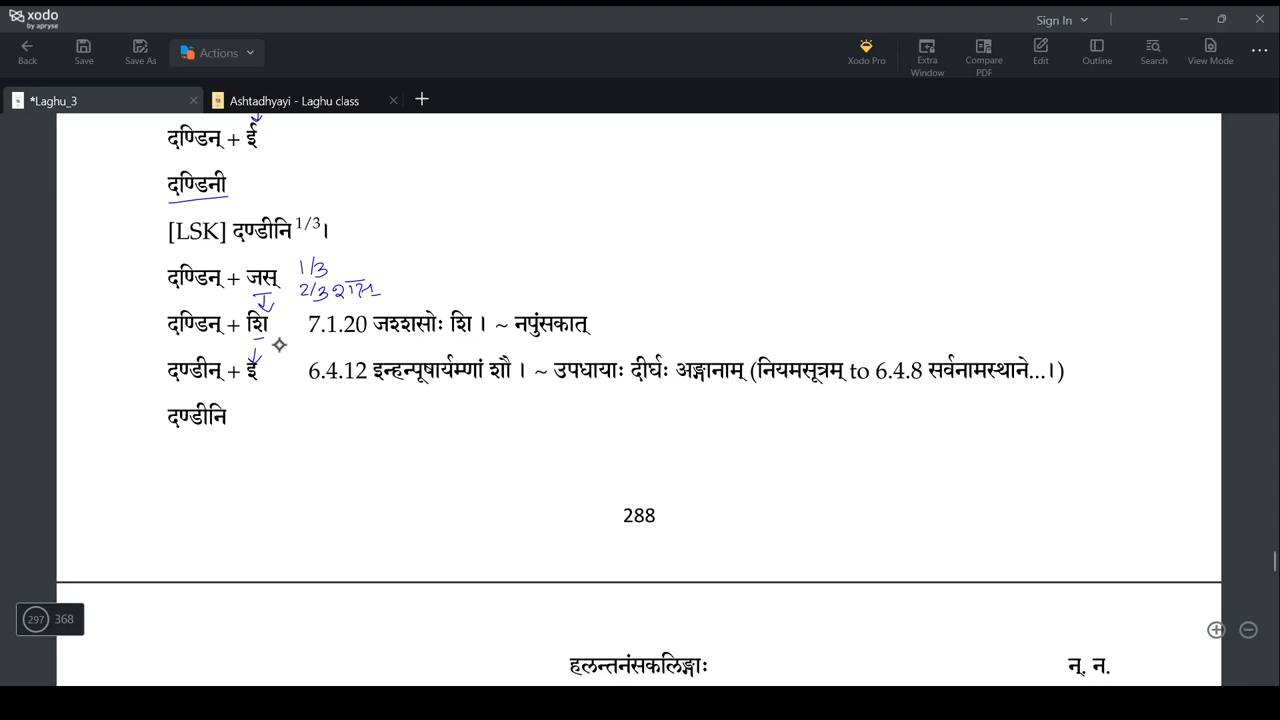 xodo
by apryse
Sign In
Back Save Save As Actions Xodo Pro Extra Window Compare PDF Edit Outline Search View Mode
*Laghu_3 Ashtadhyayi - Laghu class
दण्डिन् + ई
दण्डिनी
[LSK] दण्डीनि 1/3।
दण्डिन् + जस् 1/3
2/3 शस्
दण्डिन् + शि 7.1.20 जश्शसोः शि । ~ नपुंसकात्
दण्डीन् + इ 6.4.12 इन्हन्पूषार्यम्णां शौ । ~ उपधायाः दीर्घः अङ्गानाम् (नियमसूत्रम् to 6.4.8 सर्वनामस्थाने...।)
दण्डीनि
288
297 368
हलन्तनंसकलिङ्गाः न्. न.